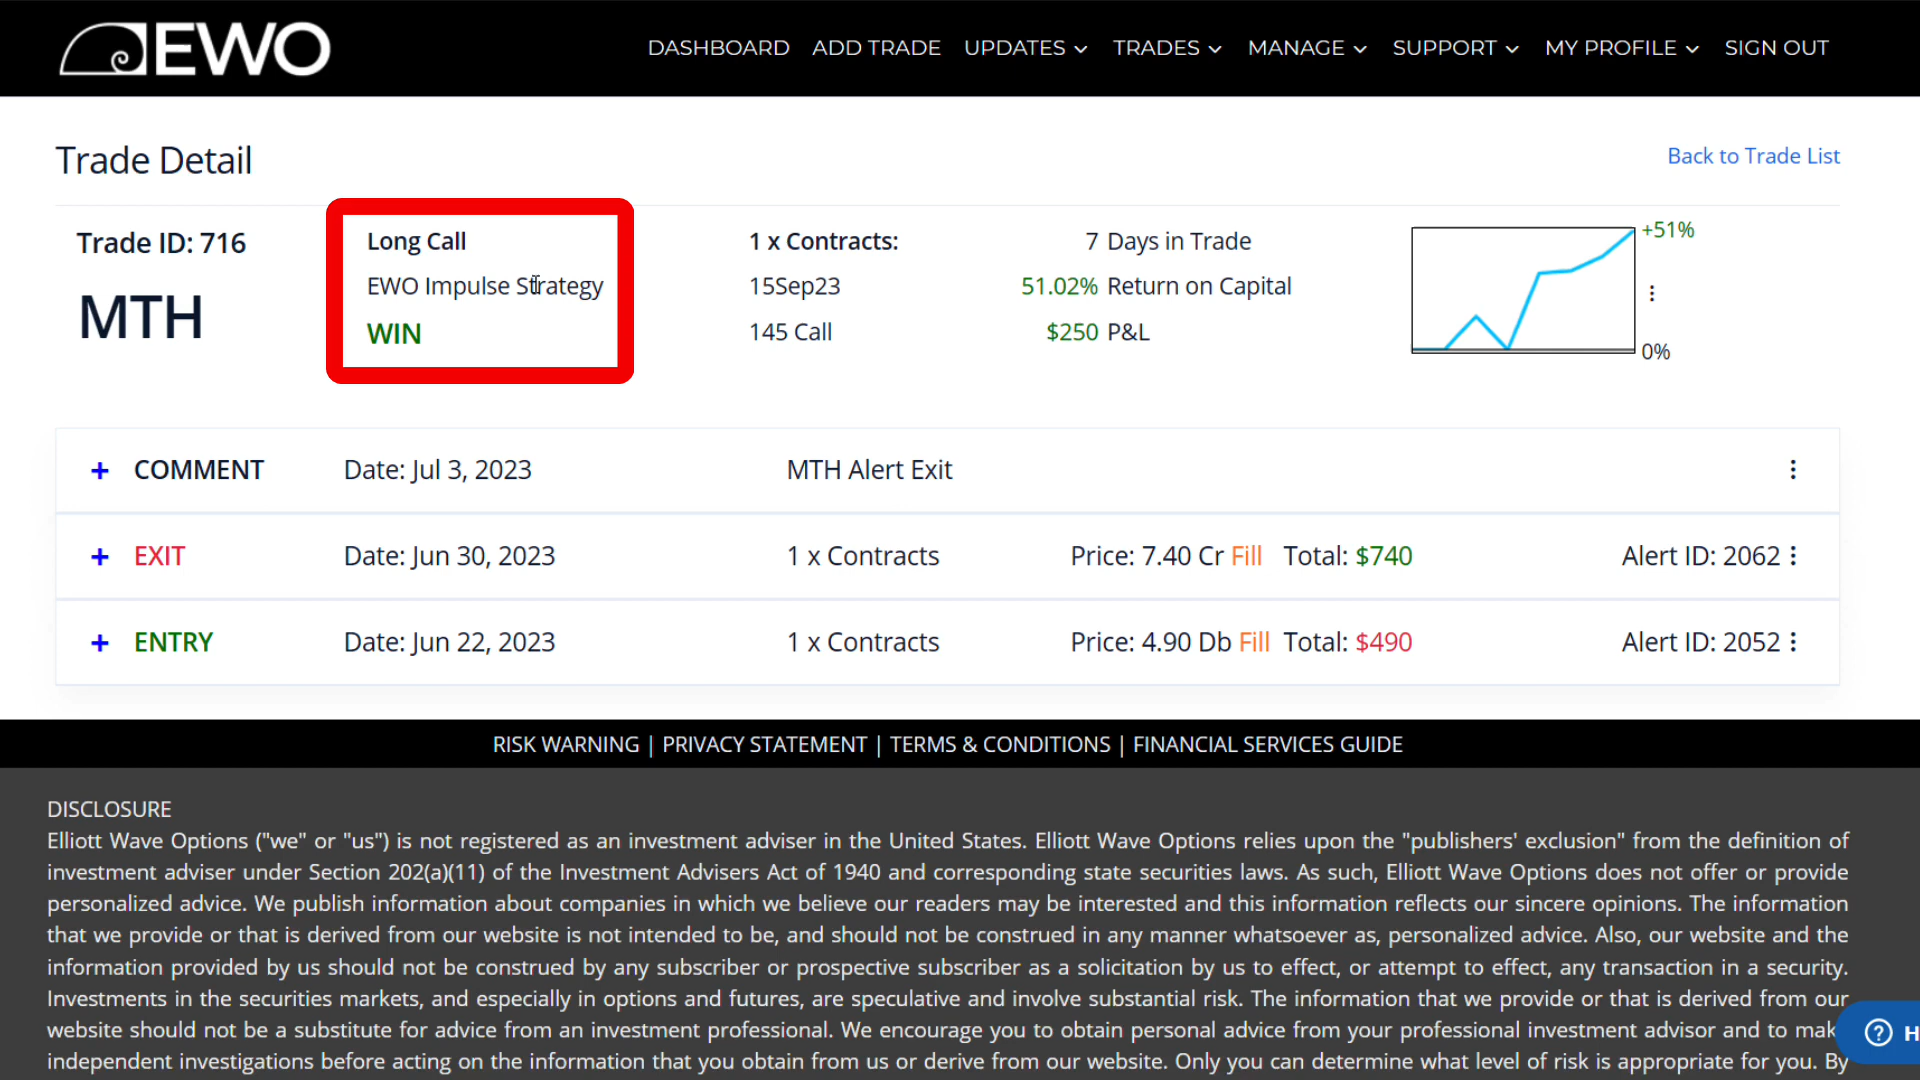 EWO
DASHBOARD ADD TRADE UPDATES TRADES MANAGE SUPPORT MY PROFILE SIGN OUT
Trade Detail
Back to Trade List
Trade ID: 716
MTH
Long Call
EWO Impulse Strategy
WIN
1 x Contracts:
15Sep23
145 Call
7 Days in Trade
51.02% Return on Capital
$250 P&L
+51%
0%
+ COMMENT Date: Jul 3, 2023 MTH Alert Exit
+ EXIT Date: Jun 30, 2023 1 x Contracts Price: 7.40 Cr Fill Total: $740 Alert ID: 2062
+ ENTRY Date: Jun 22, 2023 1 x Contracts Price: 4.90 Db Fill Total: $490 Alert ID: 2052
RISK WARNING | PRIVACY STATEMENT | TERMS & CONDITIONS | FINANCIAL SERVICES GUIDE
DISCLOSURE
Elliott Wave Options ("we" or "us") is not registered as an investment adviser in the United States. Elliott Wave Options relies upon the "publishers' exclusion" from the definition of
investment adviser under Section 202(a)(11) of the Investment Advisers Act of 1940 and corresponding state securities laws. As such, Elliott Wave Options does not offer or provide
personalized advice. We publish information about companies in which we believe our readers may be interested and this information reflects our sincere opinions. The information
that we provide or that is derived from our website is not intended to be, and should not be construed in any manner whatsoever as, personalized advice. Also, our website and the
information provided by us should not be construed by any subscriber or prospective subscriber as a solicitation by us to effect, or attempt to effect, any transaction in a security.
Investments in the securities markets, and especially in options and futures, are speculative and involve substantial risk. The information that we provide or that is derived from our
website should not be a substitute for advice from an investment professional. We encourage you to obtain personal advice from your professional investment advisor and to mak
independent investigations before acting on the information that you obtain from us or derive from our website. Only you can determine what level of risk is appropriate for you. By
? H